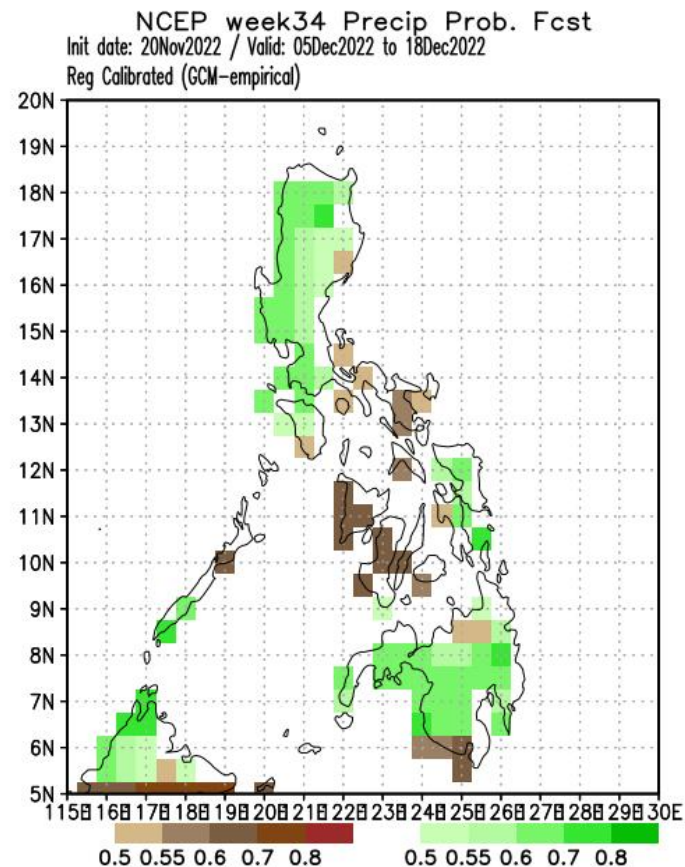 NCEP week34 Precip Prob. Fcst
Init date: 20Nov2022 / Valid: 05Dec2022 to 18Dec2022
Reg Calibrated (GCM-empirical)
20N
19N
18N
17N
16N
15N
14N
13N
12N
11N
10N
9N
8N
7N
6N
5N
115E 116E 117E 118E 119E 120E 121E 122E 123E 124E 125E 126E 127E 128E 129E 130E
0.5 0.55 0.6 0.7 0.8 0.5 0.55 0.6 0.7 0.8